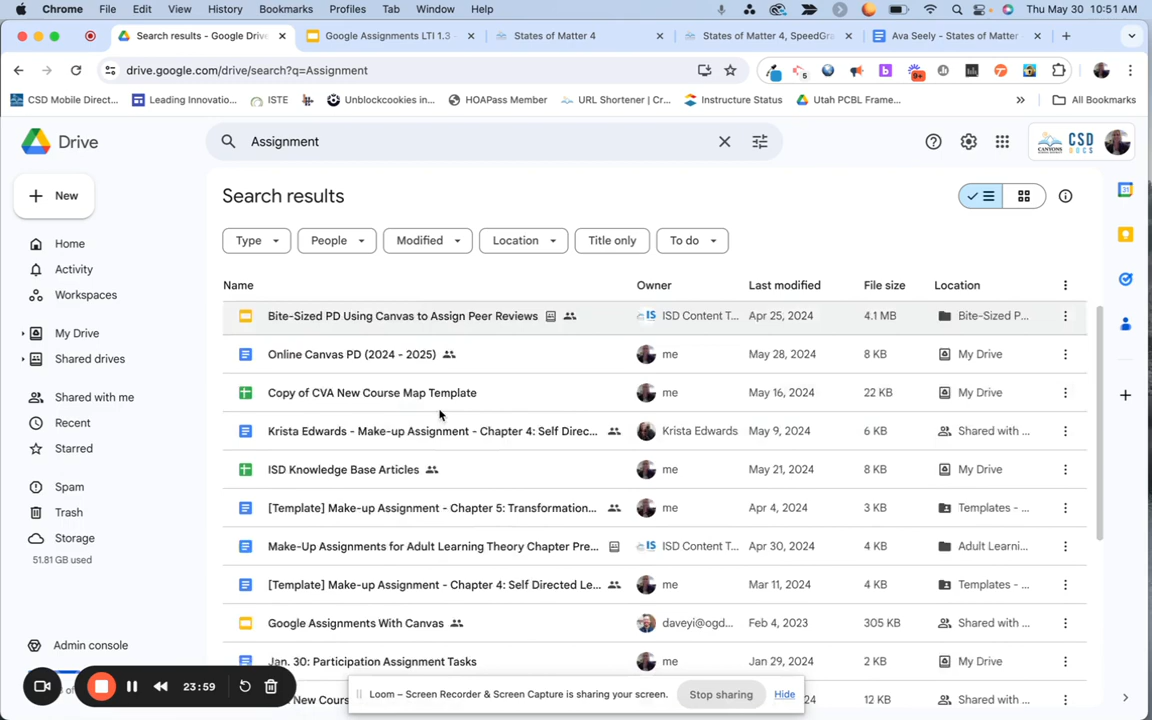 Chrome File Edit View History Bookmarks Profiles Tab Window Help Thu May 30 10:51 AM
Search results - Google Drive Google Assignments LTI 1.3 States of Matter 4 States of Matter 4, SpeedGra Ava Seely - States of Matter
drive.google.com/drive/search?q=Assignment
CSD Mobile Direct... Leading Innovatio... ISTE Unblockcookies in... HOAPass Member URL Shortener | Cr... Instructure Status Utah PCBL Frame... » All Bookmarks
Drive Assignment CSD DOCS
New
Search results
Home
Type People Modified Location Title only To do
Activity
Workspaces
Name Owner Last modified File size Location
Bite-Sized PD Using Canvas to Assign Peer Reviews ISD Content T... Apr 25, 2024 4.1 MB Bite-Sized P...
My Drive
Online Canvas PD (2024 - 2025) me May 28, 2024 8 KB My Drive
Shared drives
Copy of CVA New Course Map Template me May 16, 2024 22 KB My Drive
Shared with me
Recent
Krista Edwards - Make-up Assignment - Chapter 4: Self Direc... Krista Edwards May 9, 2024 6 KB Shared with ...
Starred
ISD Knowledge Base Articles me May 21, 2024 8 KB My Drive
Spam
[Template] Make-up Assignment - Chapter 5: Transformation... me Apr 4, 2024 3 KB Templates - ...
Trash
Storage
Make-Up Assignments for Adult Learning Theory Chapter Pre... ISD Content T... Apr 30, 2024 4 KB Adult Learni...
51.81 GB used
[Template] Make-up Assignment - Chapter 4: Self Directed Le... me Mar 11, 2024 4 KB Templates - ...
Google Assignments With Canvas daveyi@ogd... Feb 4, 2023 305 KB Shared with ...
Admin console
Jan. 30: Participation Assignment Tasks me Jan 29, 2024 2 KB My Drive
23:59
Loom – Screen Recorder & Screen Capture is sharing your screen. Stop sharing Hide
New Cours 12 KB Shared with ...